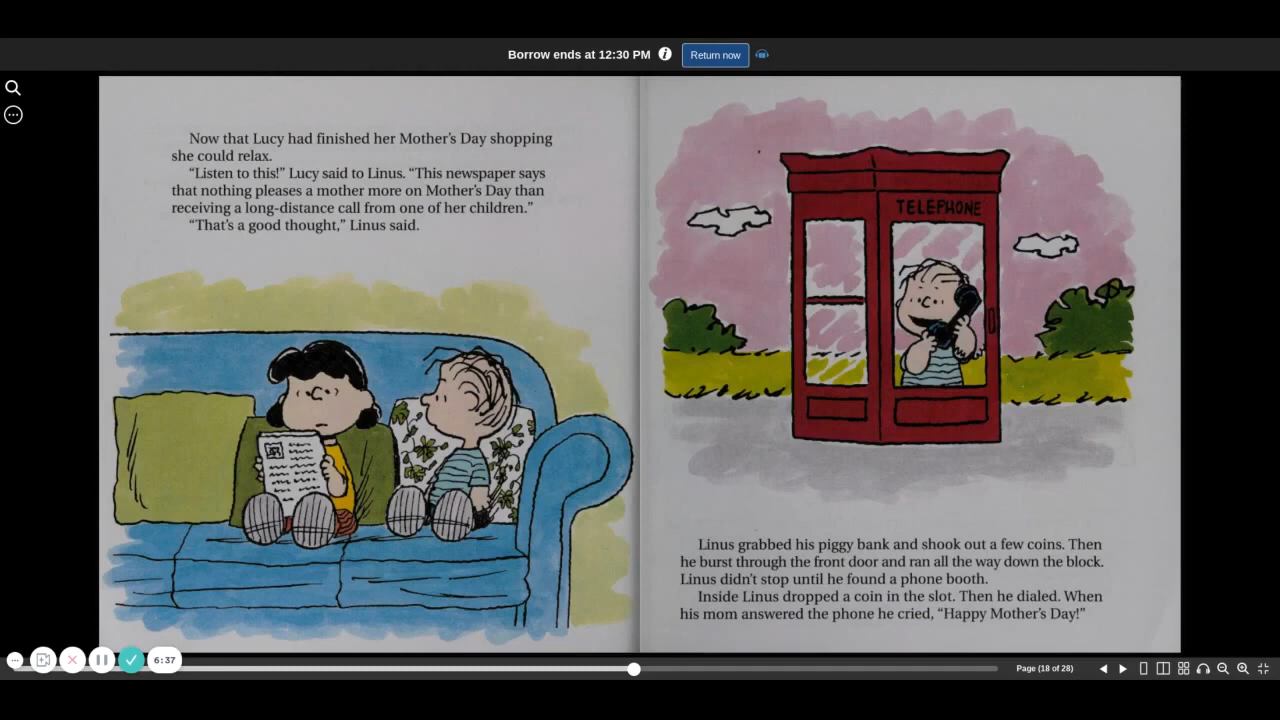 Borrow ends at 12:30 PM i Return now
Now that Lucy had finished her Mother's Day shopping
she could relax.
"Listen to this!" Lucy said to Linus. "This newspaper says
that nothing pleases a mother more on Mother's Day than
receiving a long-distance call from one of her children."
"That's a good thought," Linus said.
TELEPHONE
Linus grabbed his piggy bank and shook out a few coins. Then
he burst through the front door and ran all the way down the block.
Linus didn't stop until he found a phone booth.
Inside Linus dropped a coin in the slot. Then he dialed. When
his mom answered the phone he cried, "Happy Mother's Day!"
6:37
Page (18 of 28)